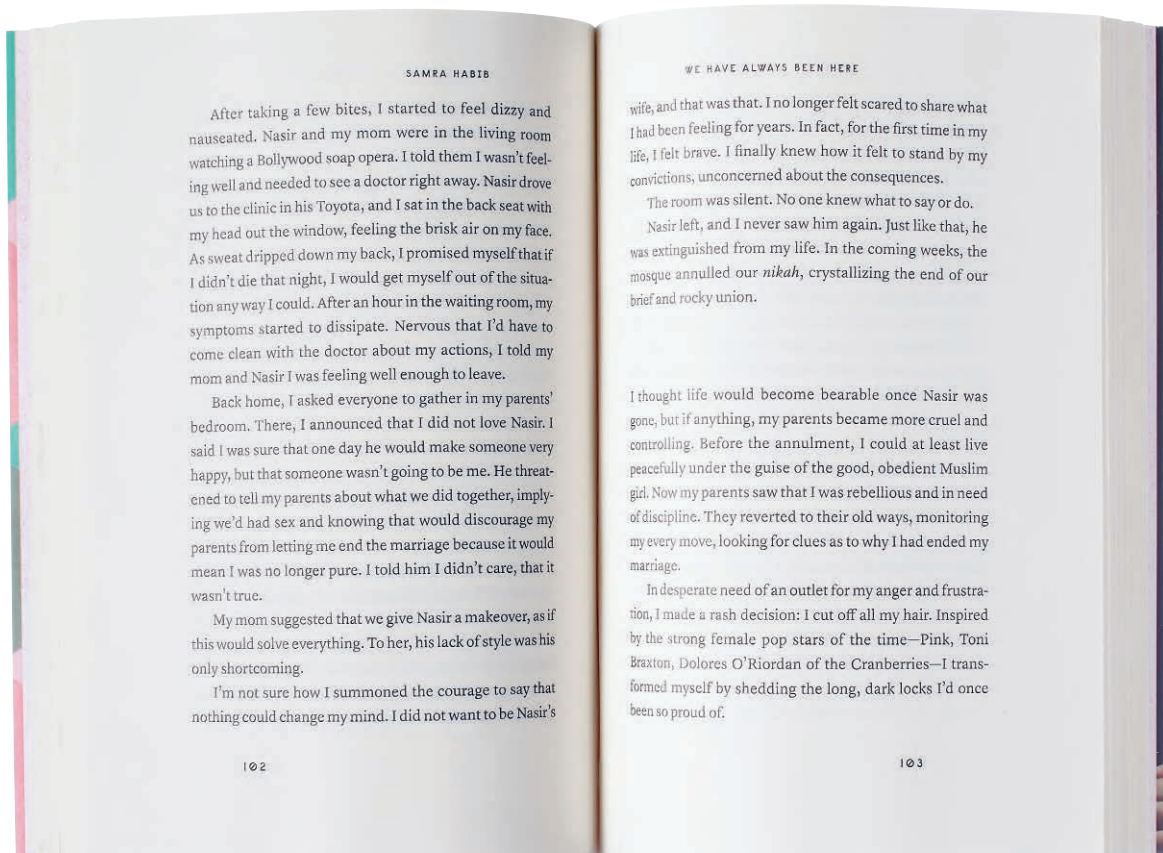 SAMRA HABIB
After taking a few bites, I started to feel dizzy and
nauseated. Nasir and my mom were in the living room
watching a Bollywood soap opera. I told them I wasn't feel-
ing well and needed to see a doctor right away. Nasir drove
us to the clinic in his Toyota, and I sat in the back seat with
my head out the window, feeling the brisk air on my face.
As sweat dripped down my back, I promised myself that if
I didn't die that night, I would get myself out of the situa-
tion any way I could. After an hour in the waiting room, my
symptoms started to dissipate. Nervous that I'd have to
come clean with the doctor about my actions, I told my
mom and Nasir I was feeling well enough to leave.
Back home, I asked everyone to gather in my parents'
bedroom. There, I announced that I did not love Nasir. I
said I was sure that one day he would make someone very
happy, but that someone wasn't going to be me. He threat-
ened to tell my parents about what we did together, imply-
ing we'd had sex and knowing that would discourage my
parents from letting me end the marriage because it would
mean I was no longer pure. I told him I didn't care, that it
wasn't true.
My mom suggested that we give Nasir a makeover, as if
this would solve everything. To her, his lack of style was his
only shortcoming.
I'm not sure how I summoned the courage to say that
nothing could change my mind. I did not want to be Nasir's
102
WE HAVE ALWAYS BEEN HERE
wife, and that was that. I no longer felt scared to share what
I had been feeling for years. In fact, for the first time in my
life, I felt brave. I finally knew how it felt to stand by my
convictions, unconcerned about the consequences.
The room was silent. No one knew what to say or do.
Nasir left, and I never saw him again. Just like that, he
was extinguished from my life. In the coming weeks, the
mosque annulled our nikah, crystallizing the end of our
brief and rocky union.
I thought life would become bearable once Nasir was
gone, but if anything, my parents became more cruel and
controlling. Before the annulment, I could at least live
peacefully under the guise of the good, obedient Muslim
girl. Now my parents saw that I was rebellious and in need
of discipline. They reverted to their old ways, monitoring
my every move, looking for clues as to why I had ended my
marriage.
In desperate need of an outlet for my anger and frustra-
tion, I made a rash decision: I cut off all my hair. Inspired
by the strong female pop stars of the time—Pink, Toni
Braxton, Dolores O'Riordan of the Cranberries—I trans-
formed myself by shedding the long, dark locks I'd once
been so proud of.
103